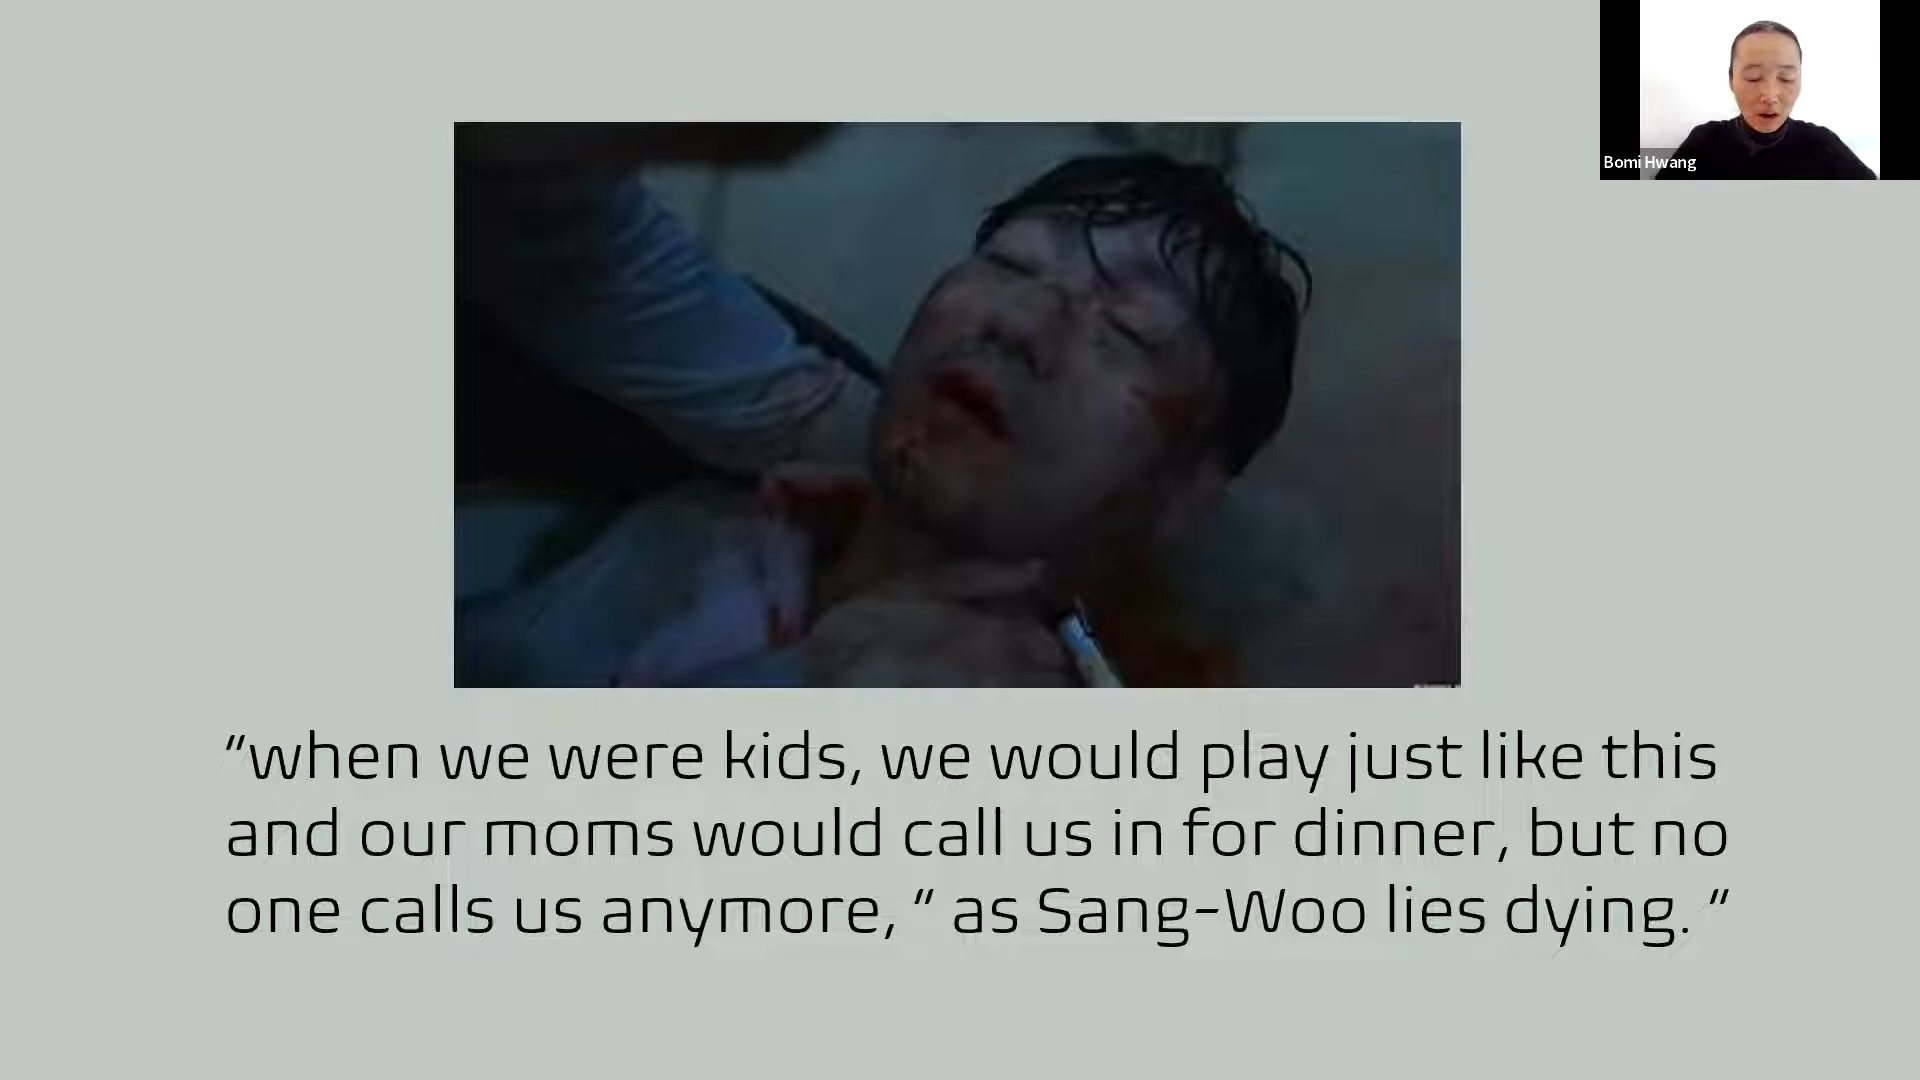 Bomi Hwang
"when we were kids, we would play just like this
and our moms would call us in for dinner, but no
one calls us anymore, " as Sang-Woo lies dying. "